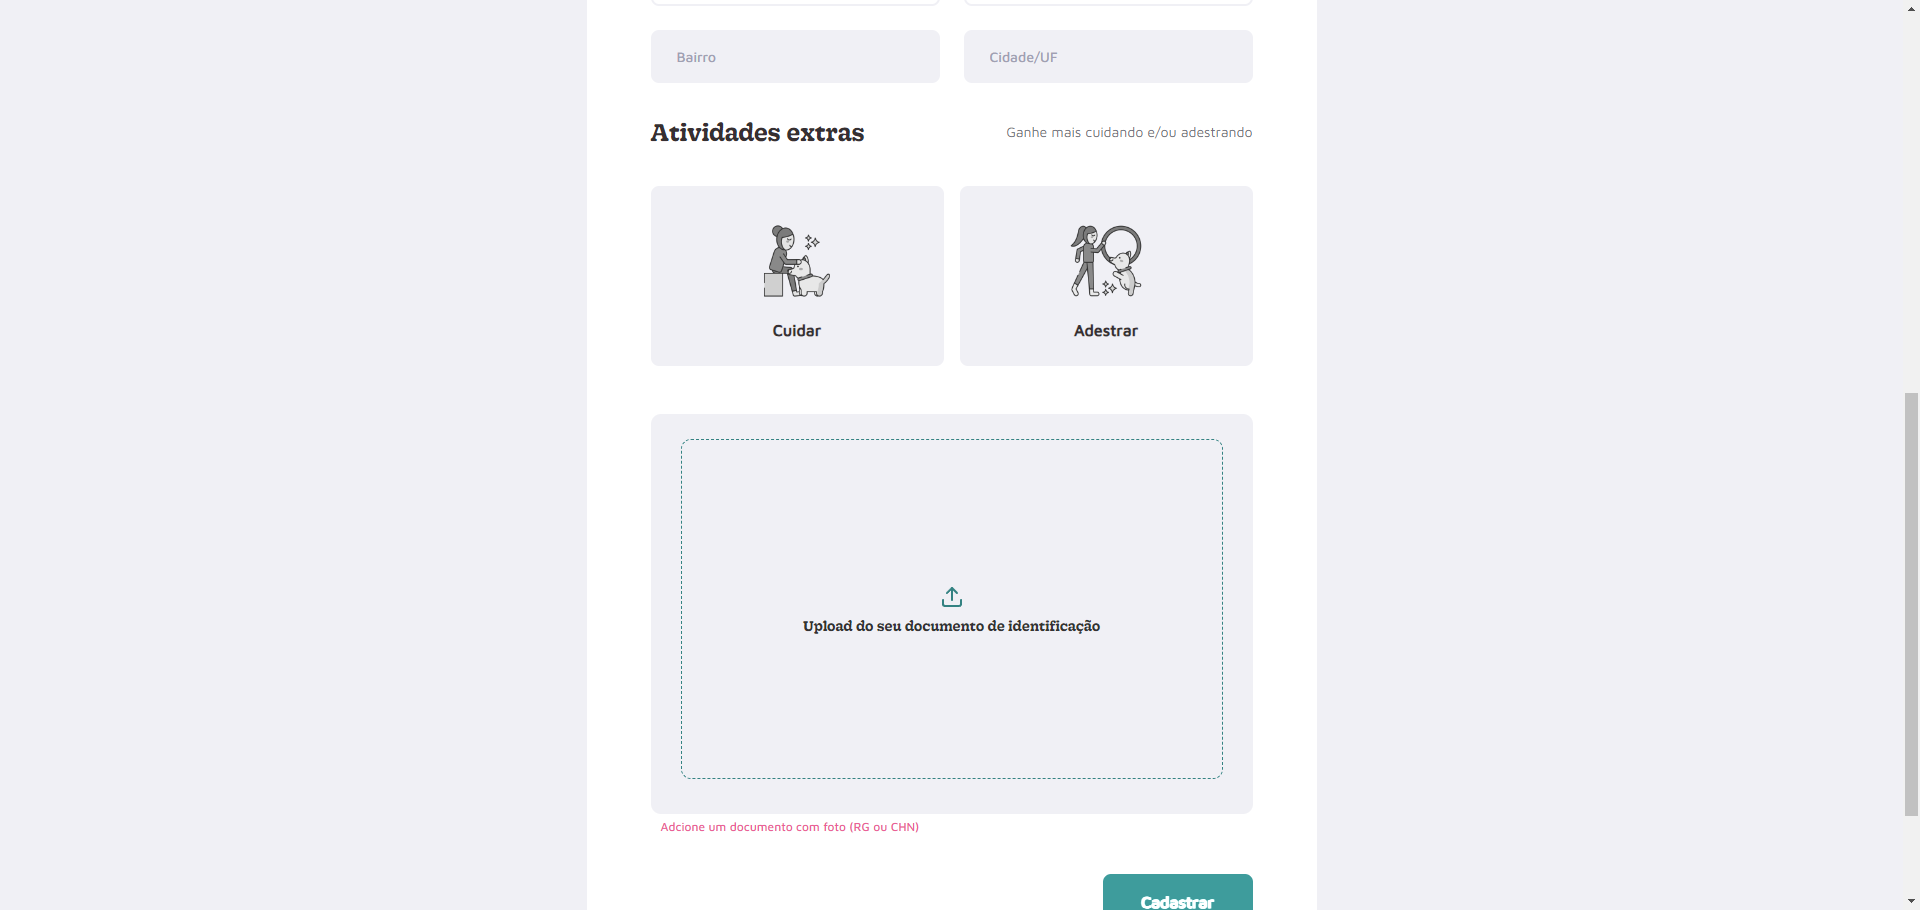 Bairro
Cidade/UF
Atividades extras
Ganhe mais cuidando e/ou adestrando
Cuidar
Adestrar
Upload do seu documento de identificação
Adcione um documento com foto (RG ou CHN)
Cadastrar